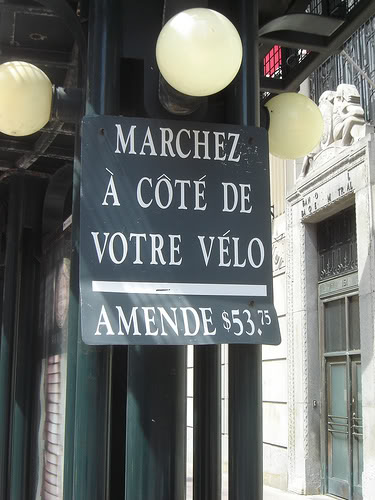 MARCHEZ
À CÔTÉ DE
VOTRE VÉLO
AMENDE $53,75